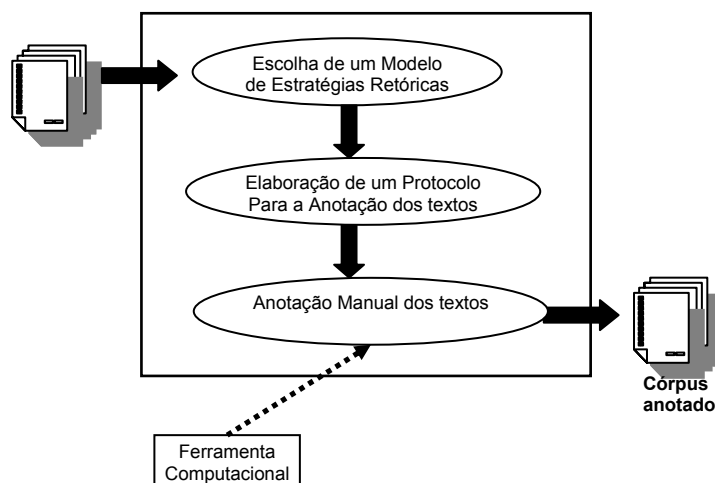 Escolha de um Modelo
de Estratégias Retóricas
Elaboração de um Protocolo
Para a Anotação dos textos
Anotação Manual dos textos
Córpus
anotado
Ferramenta
Computacional